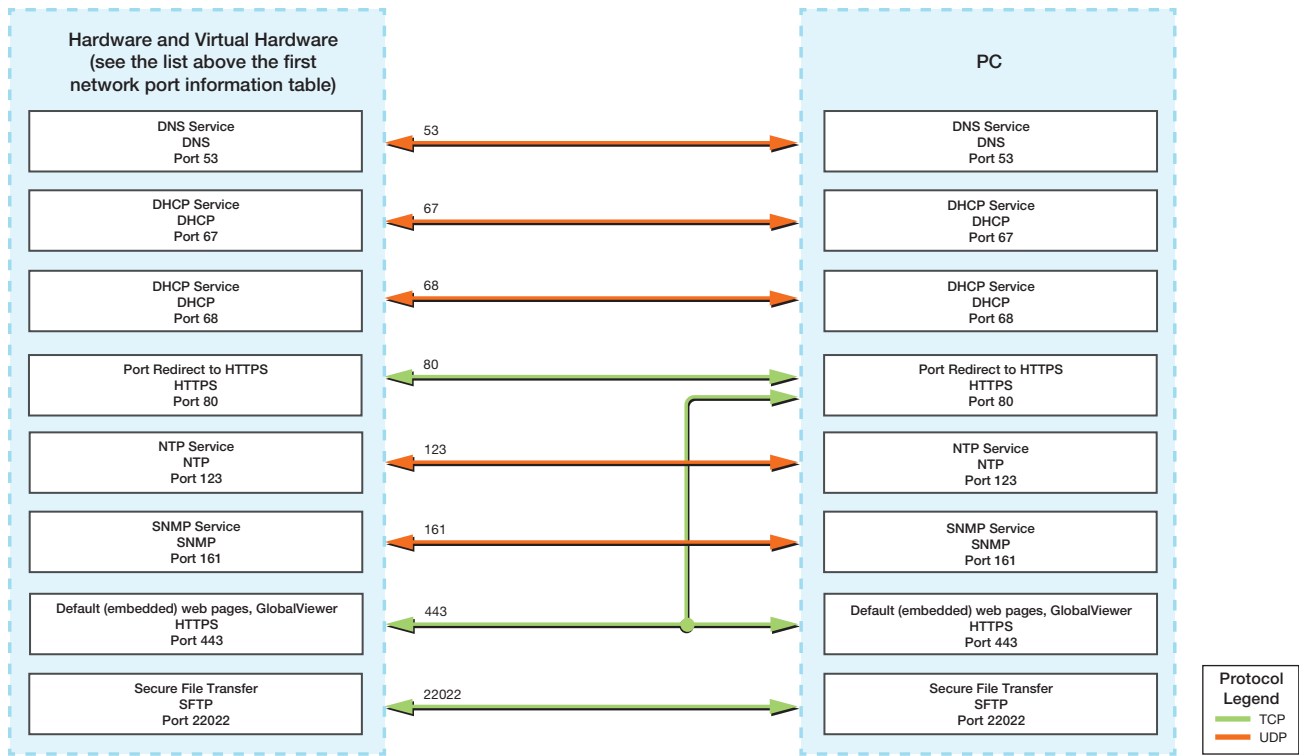 Hardware and Virtual Hardware
(see the list above the first
network port information table)
DNS Service
DNS
Port 53
DHCP Service
DHCP
Port 67
DHCP Service
DHCP
Port 68
Port Redirect to HTTPS
HTTPS
Port 80
NTP Service
NTP
Port 123
SNMP Service
SNMP
Port 161
Default (embedded) web pages, GlobalViewer
HTTPS
Port 443
Secure File Transfer
SFTP
Port 22022
53
67
68
80
123
161
443
22022
PC
DNS Service
DNS
Port 53
DHCP Service
DHCP
Port 67
DHCP Service
DHCP
Port 68
Port Redirect to HTTPS
HTTPS
Port 80
NTP Service
NTP
Port 123
SNMP Service
SNMP
Port 161
Default (embedded) web pages, GlobalViewer
HTTPS
Port 443
Secure File Transfer
SFTP
Port 22022
Protocol
Legend
TCP
UDP